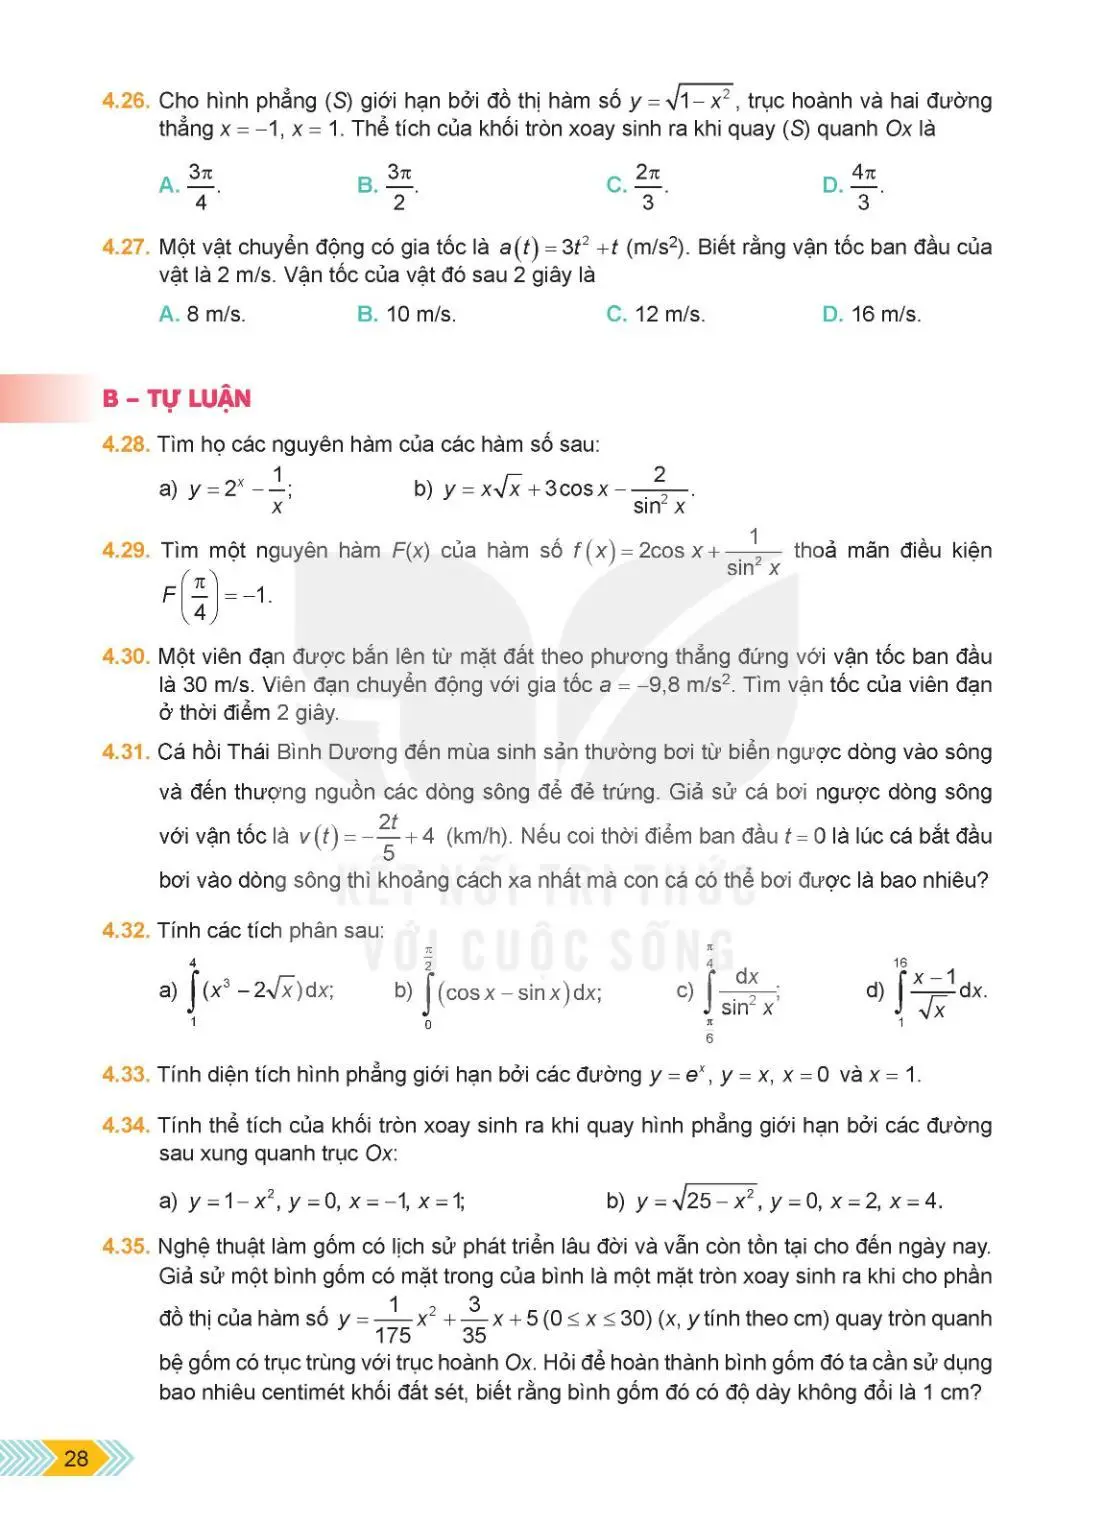 4.26. Cho hình phẳng (S) giới hạn bởi đồ thị hàm số y = √(1 – x²), trục hoành và hai đường
thẳng x = –1, x = 1. Thể tích của khối tròn xoay sinh ra khi quay (S) quanh Ox là
A. 3π/4. B. 3π/2. C. 2π/3. D. 4π/3.
4.27. Một vật chuyển động có gia tốc là a(t) = 3t² + t (m/s²). Biết rằng vận tốc ban đầu của
vật là 2 m/s. Vận tốc của vật đó sau 2 giây là
A. 8 m/s. B. 10 m/s. C. 12 m/s. D. 16 m/s.
B – TỰ LUẬN
4.28. Tìm họ các nguyên hàm của các hàm số sau:
a) y = 2ˣ – 1/x; b) y = x√x + 3cos x – 2/sin² x.
4.29. Tìm một nguyên hàm F(x) của hàm số f(x) = 2cos x + 1/sin² x thoả mãn điều kiện
F(π/4) = –1.
4.30. Một viên đạn được bắn lên từ mặt đất theo phương thẳng đứng với vận tốc ban đầu
là 30 m/s. Viên đạn chuyển động với gia tốc a = –9,8 m/s². Tìm vận tốc của viên đạn
ở thời điểm 2 giây.
4.31. Cá hồi Thái Bình Dương đến mùa sinh sản thường bơi từ biển ngược dòng vào sông
và đến thượng nguồn các dòng sông để đẻ trứng. Giả sử cá bơi ngược dòng sông
với vận tốc là v(t) = –2t/5 + 4 (km/h). Nếu coi thời điểm ban đầu t = 0 là lúc cá bắt đầu
bơi vào dòng sông thì khoảng cách xa nhất mà con cá có thể bơi được là bao nhiêu?
KẾT NỐI TRI THỨC
VỚI CUỘC SỐNG
4.32. Tính các tích phân sau:
a) ∫₁⁴ (x³ – 2√x)dx; b) ∫₀^(π/2) (cos x – sin x)dx; c) ∫_(π/6)^(π/4) dx/sin² x; d) ∫₁¹⁶ (x – 1)/√x dx.
4.33. Tính diện tích hình phẳng giới hạn bởi các đường y = eˣ, y = x, x = 0 và x = 1.
4.34. Tính thể tích của khối tròn xoay sinh ra khi quay hình phẳng giới hạn bởi các đường
sau xung quanh trục Ox:
a) y = 1 – x², y = 0, x = –1, x = 1; b) y = √(25 – x²), y = 0, x = 2, x = 4.
4.35. Nghệ thuật làm gốm có lịch sử phát triển lâu đời và vẫn còn tồn tại cho đến ngày nay.
Giả sử một bình gốm có mặt trong của bình là một mặt tròn xoay sinh ra khi cho phần
đồ thị của hàm số y = 1/175 x² + 3/35 x + 5 (0 ≤ x ≤ 30) (x, y tính theo cm) quay tròn quanh
bệ gốm có trục trùng với trục hoành Ox. Hỏi để hoàn thành bình gốm đó ta cần sử dụng
bao nhiêu centimét khối đất sét, biết rằng bình gốm đó có độ dày không đổi là 1 cm?
28